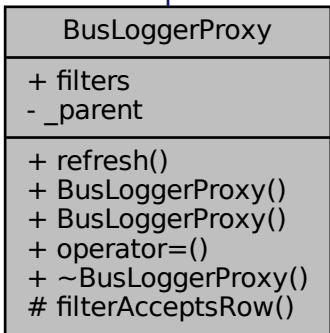 BusLoggerProxy
+ filters
- _parent
+ refresh()
+ BusLoggerProxy()
+ BusLoggerProxy()
+ operator=()
+ ~BusLoggerProxy()
# filterAcceptsRow()